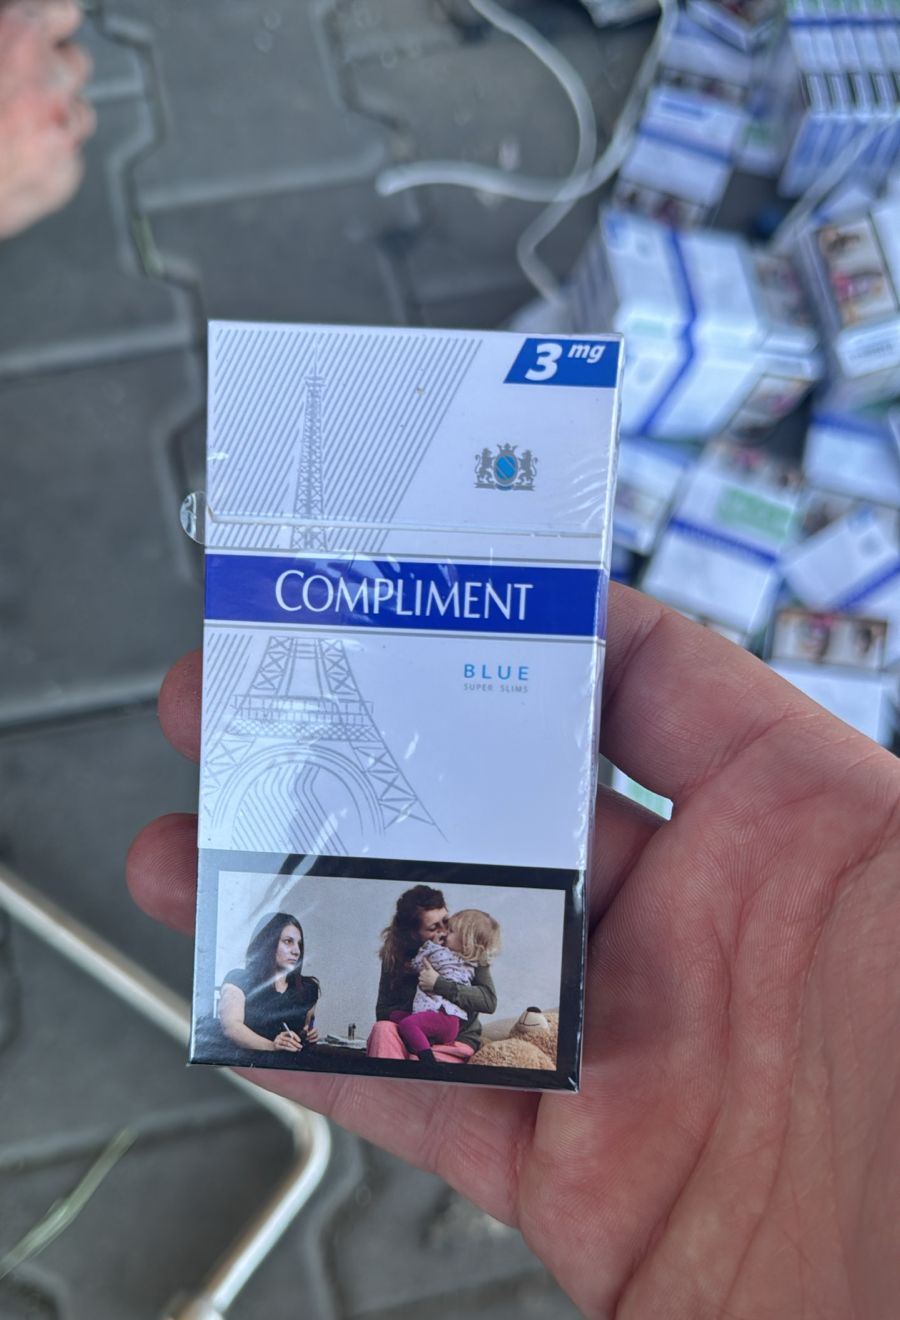 3 mg
COMPLIMENT
BLUE
SUPER SLIMS